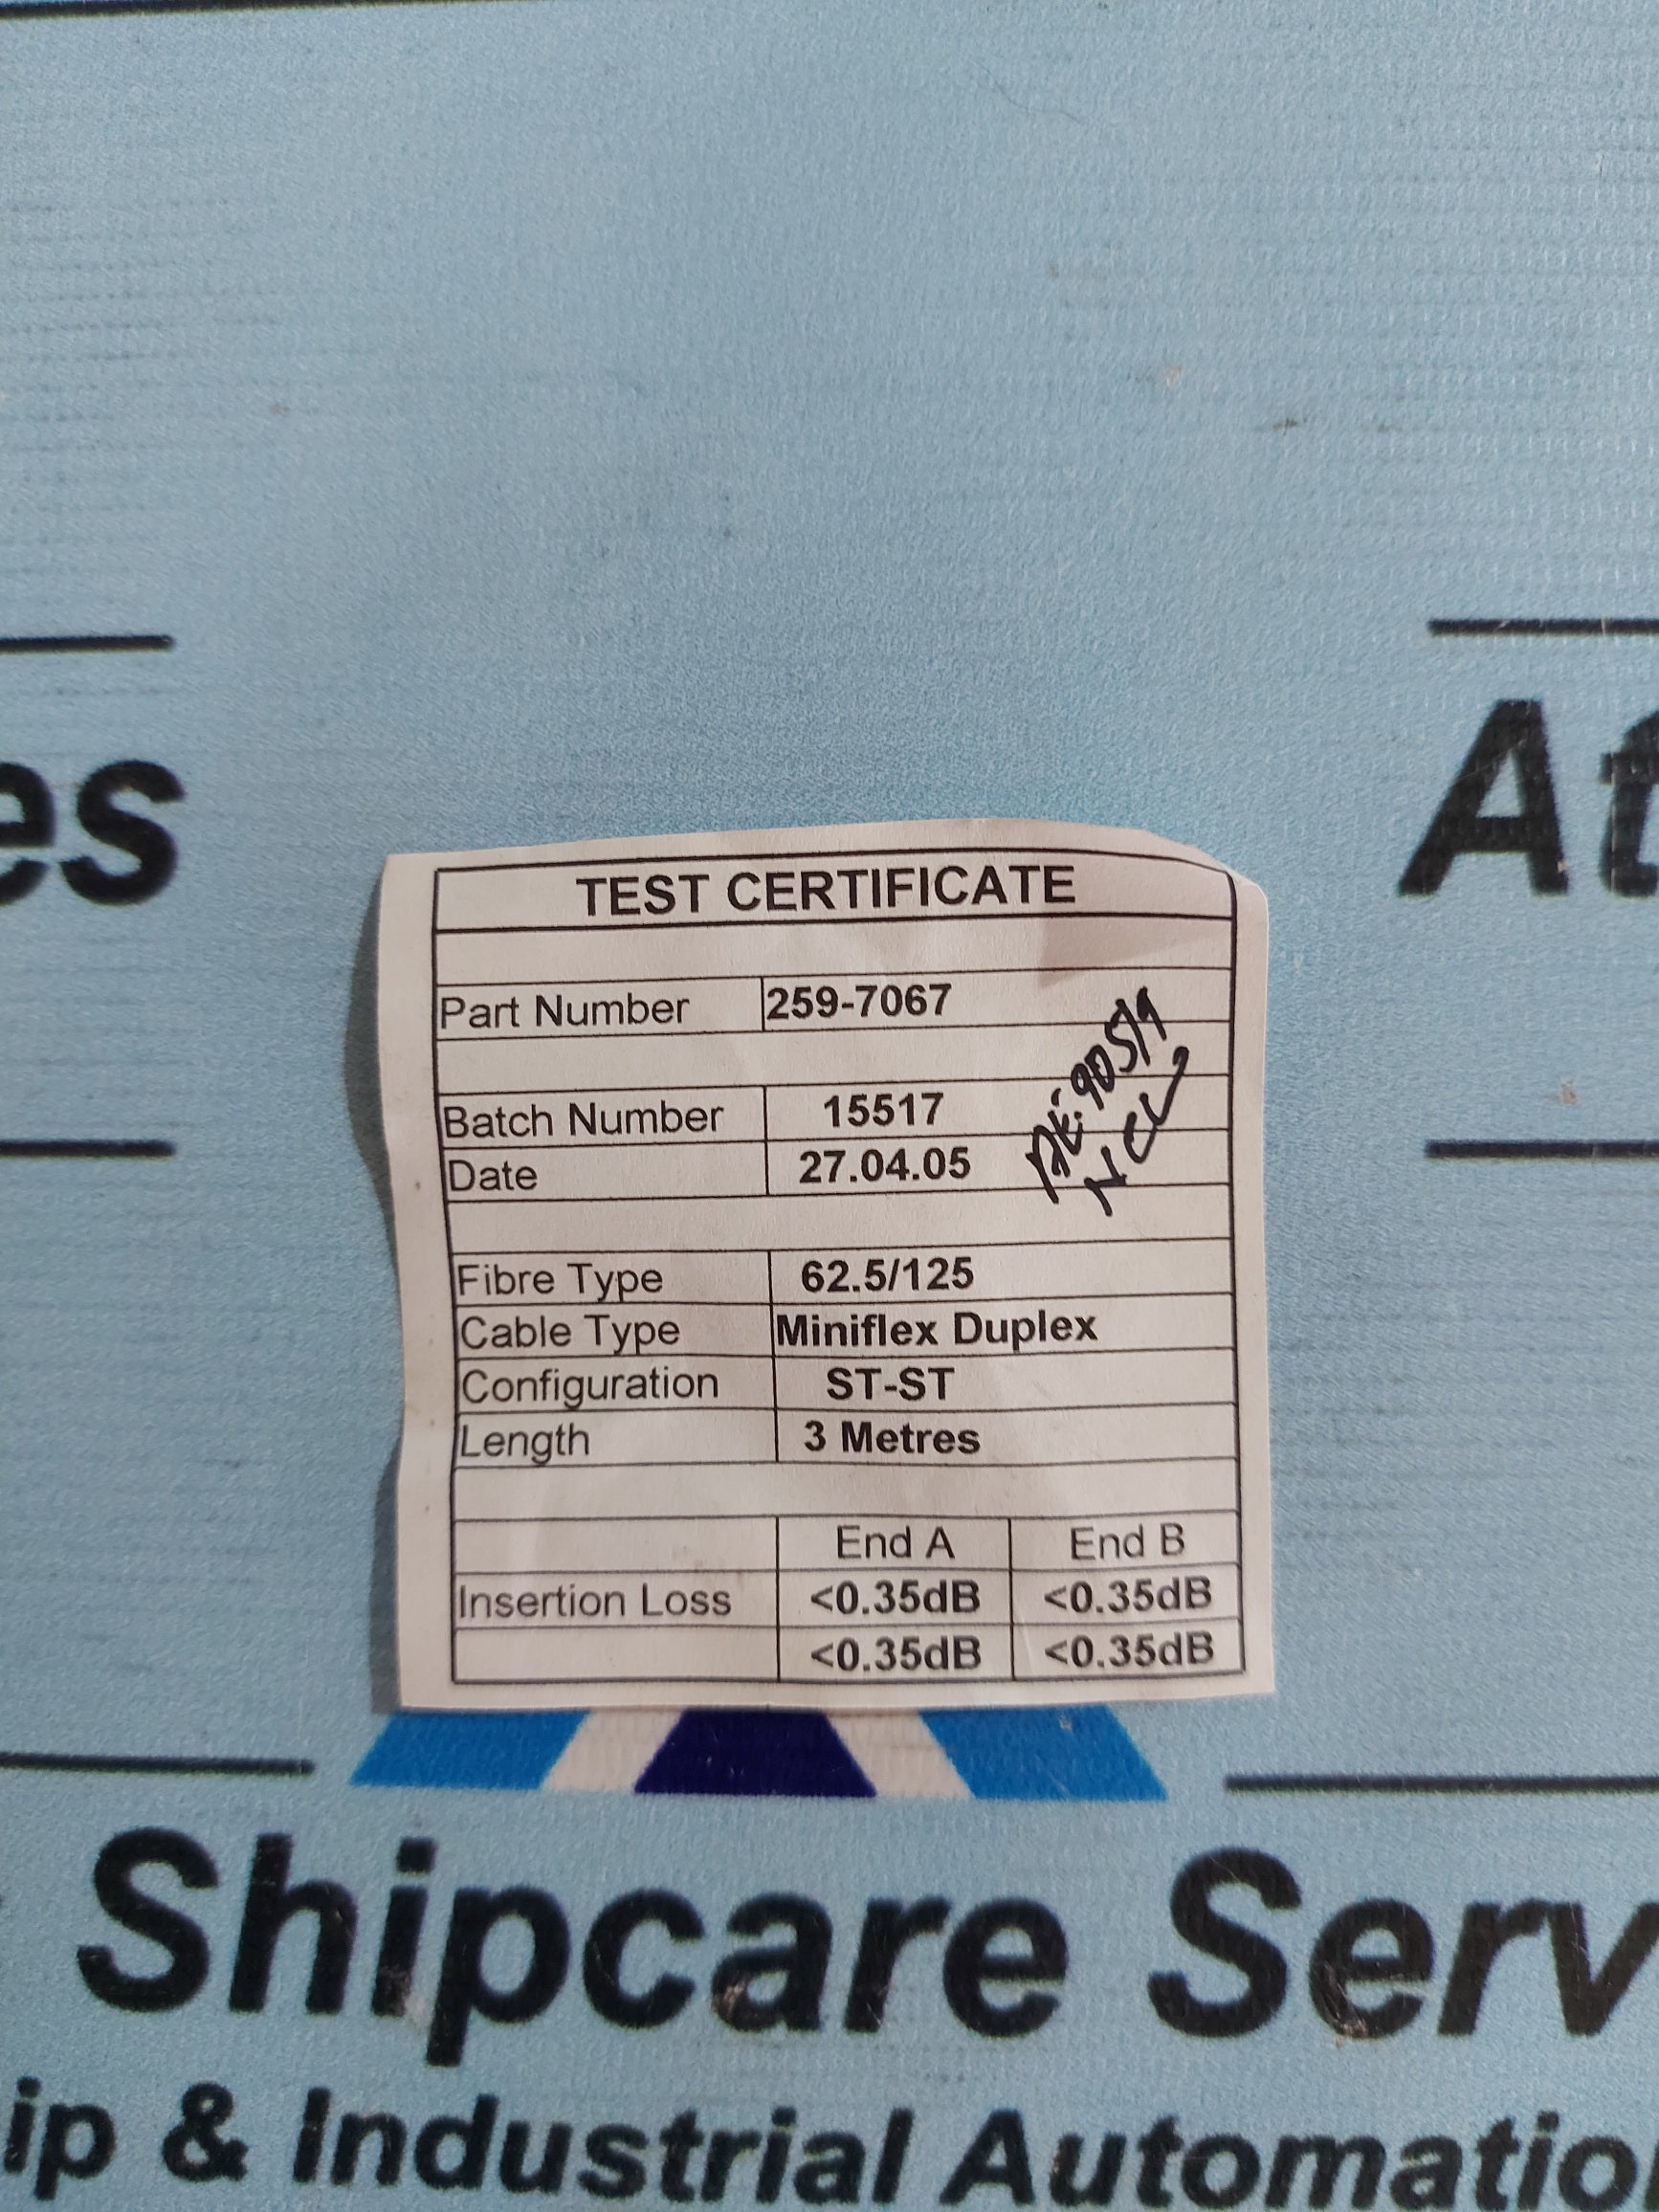 es
At
TEST CERTIFICATE
Part Number 259-7067
Batch Number 15517
Date 27.04.05
Fibre Type 62.5/125
Cable Type Miniflex Duplex
Configuration ST-ST
Length 3 Metres
End A End B
Insertion Loss <0.35dB <0.35dB
<0.35dB <0.35dB
Shipcare Serv
ip & Industrial Automatio